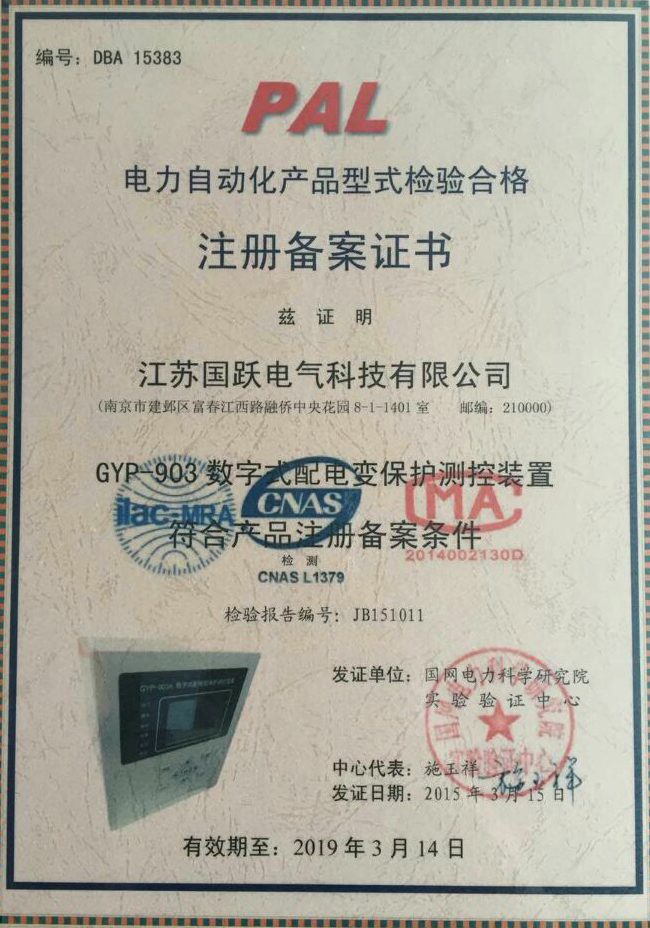 编号：DBA 15383
PAL
电力自动化产品型式检验合格
注册备案证书
兹 证 明
江苏国跃电气科技有限公司
(南京市建邺区富春江西路融侨中央花园 8-1-1401 室 邮编：210000)
GYP-903 数字式配电变保护测控装置
ilac-MRA
CNAS
MA
符合产品注册备案条件
检 测
2014002130D
CNAS L1379
检验报告编号：JB151011
发证单位：国网电力科学研究院
实 验 验 证 中 心
中心代表：施玉祥
发证日期：2015 年 3 月 15 日
有效期至：2019 年 3 月 14 日